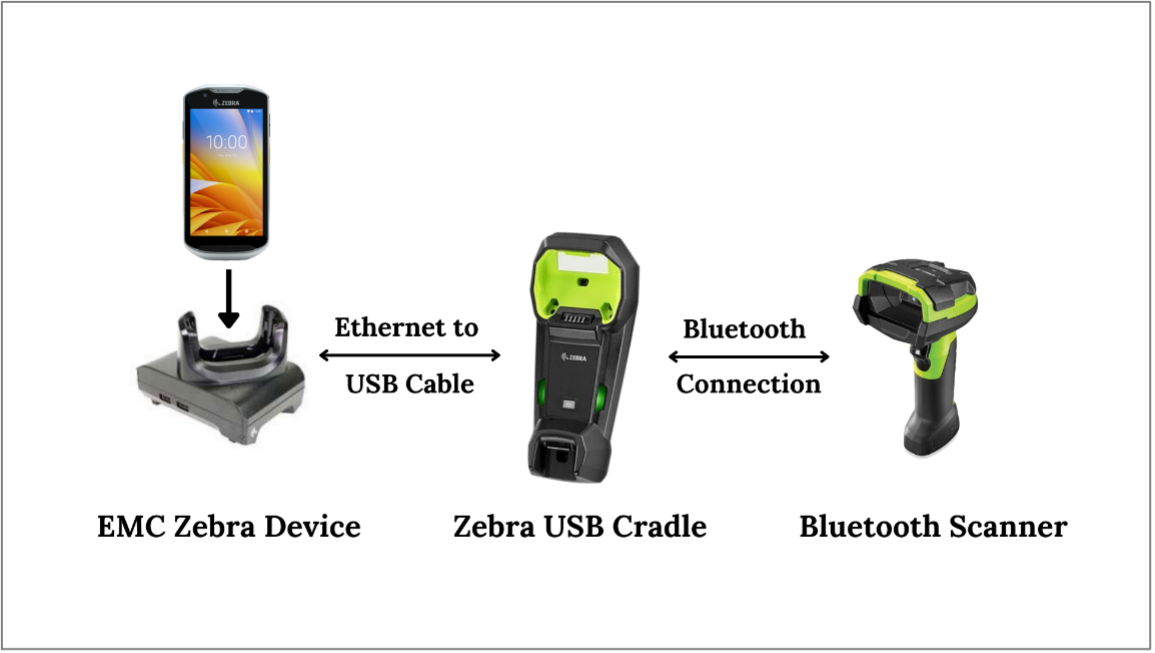 ZEBRA
10:00
Ethernet to
USB Cable
ZEBRA
Bluetooth
Connection
EMC Zebra Device
Zebra USB Cradle
Bluetooth Scanner